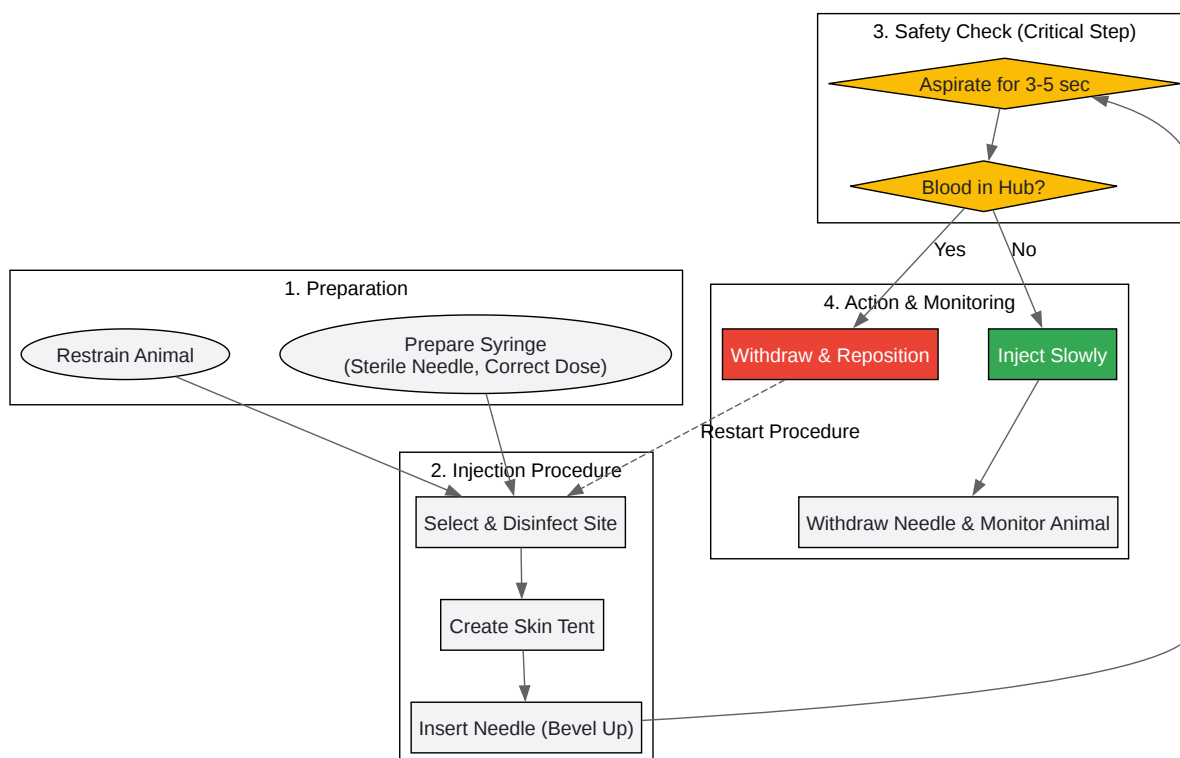 3. Safety Check (Critical Step)
Aspirate for 3-5 sec
Blood in Hub?
Yes
No
1. Preparation
Restrain Animal
Prepare Syringe
(Sterile Needle, Correct Dose)
4. Action & Monitoring
Withdraw & Reposition
Inject Slowly
Restart Procedure
2. Injection Procedure
Select & Disinfect Site
Withdraw Needle & Monitor Animal
Create Skin Tent
Insert Needle (Bevel Up)